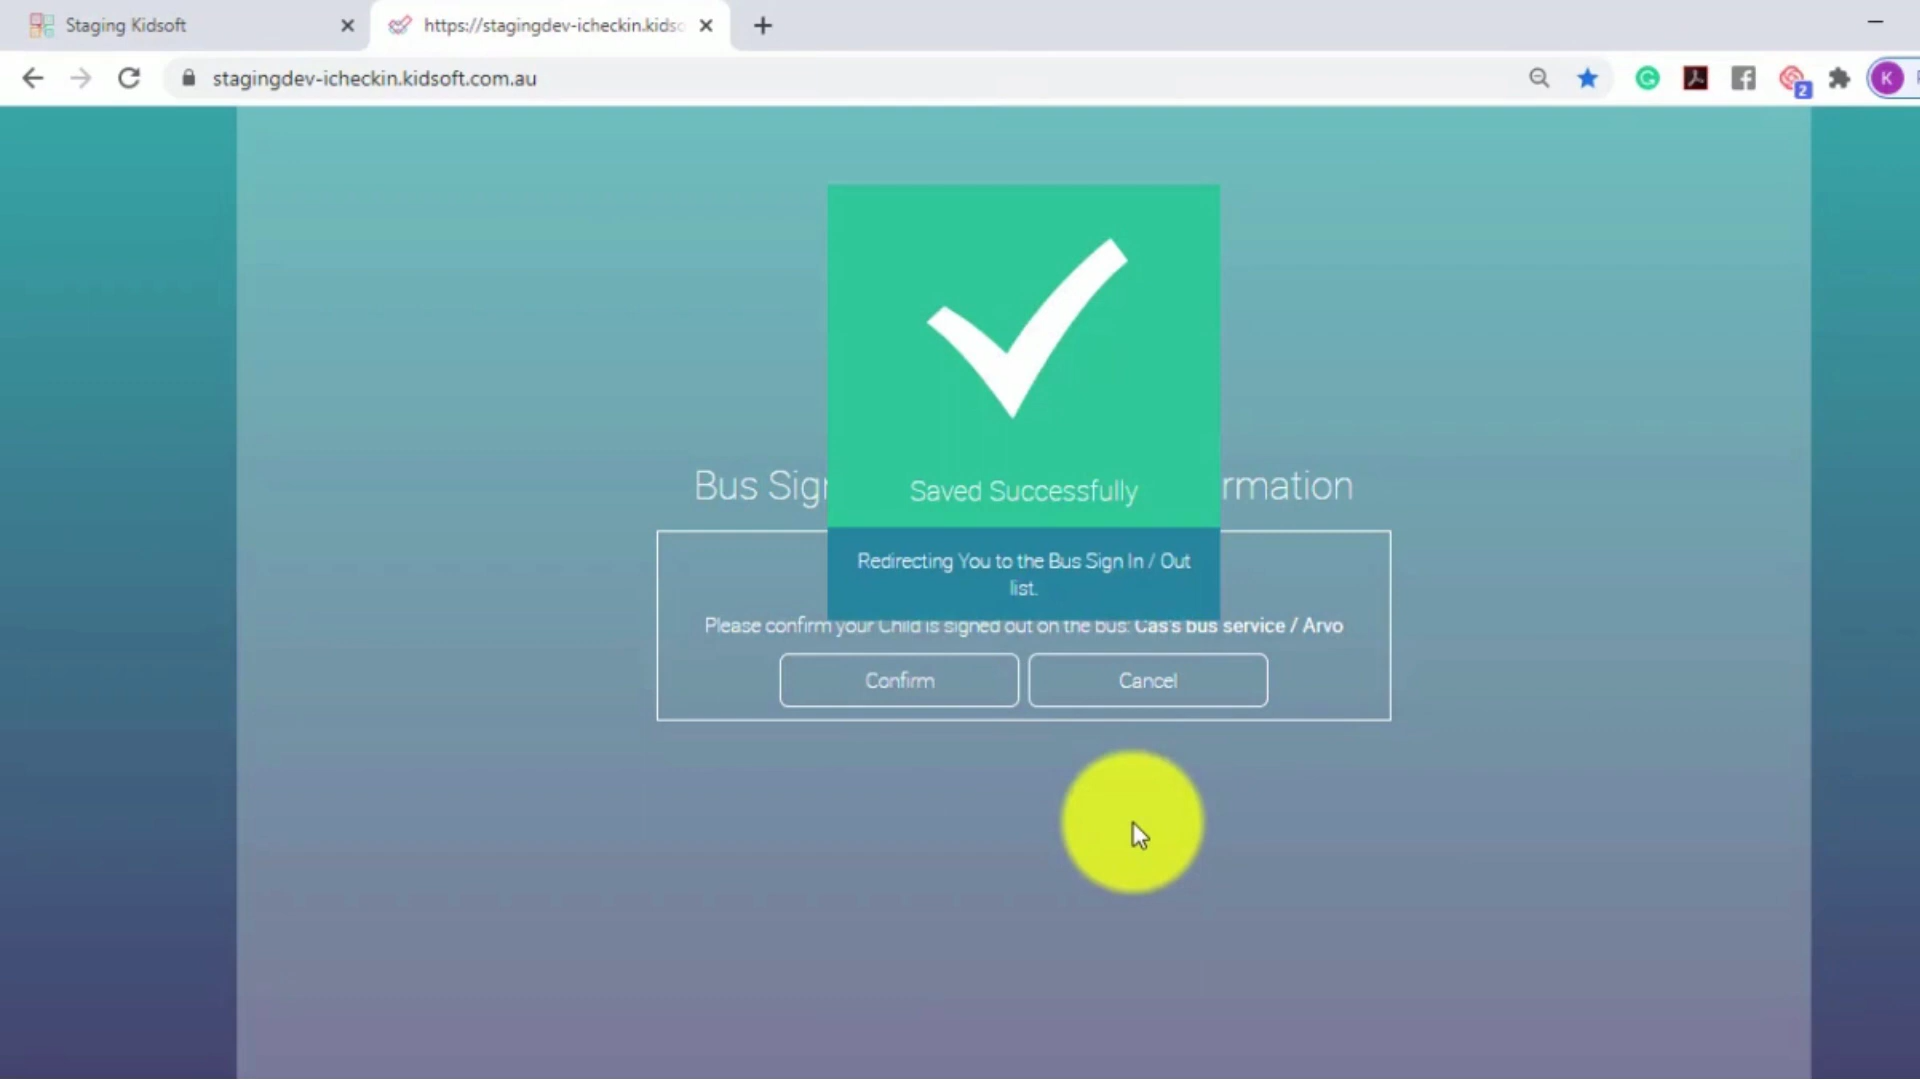 Staging Kidsoft
https://stagingdev-icheckin.kidso
stagingdev-icheckin.kidsoft.com.au
2
K
Saved Successfully
Bus Sig
rmation
Redirecting You to the Bus Sign In / Out
list.
Please confirm your Child is signed out on the bus: Cas's bus service / Arvo
Confirm
Cancel